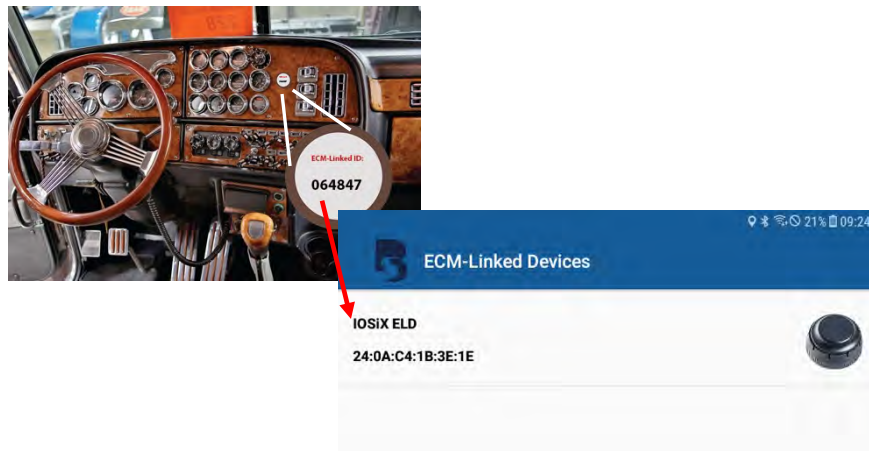 ECM-Linked ID:
064847
21% 09:24
ECM-Linked Devices
IOSiX ELD
24:0A:C4:1B:3E:1E